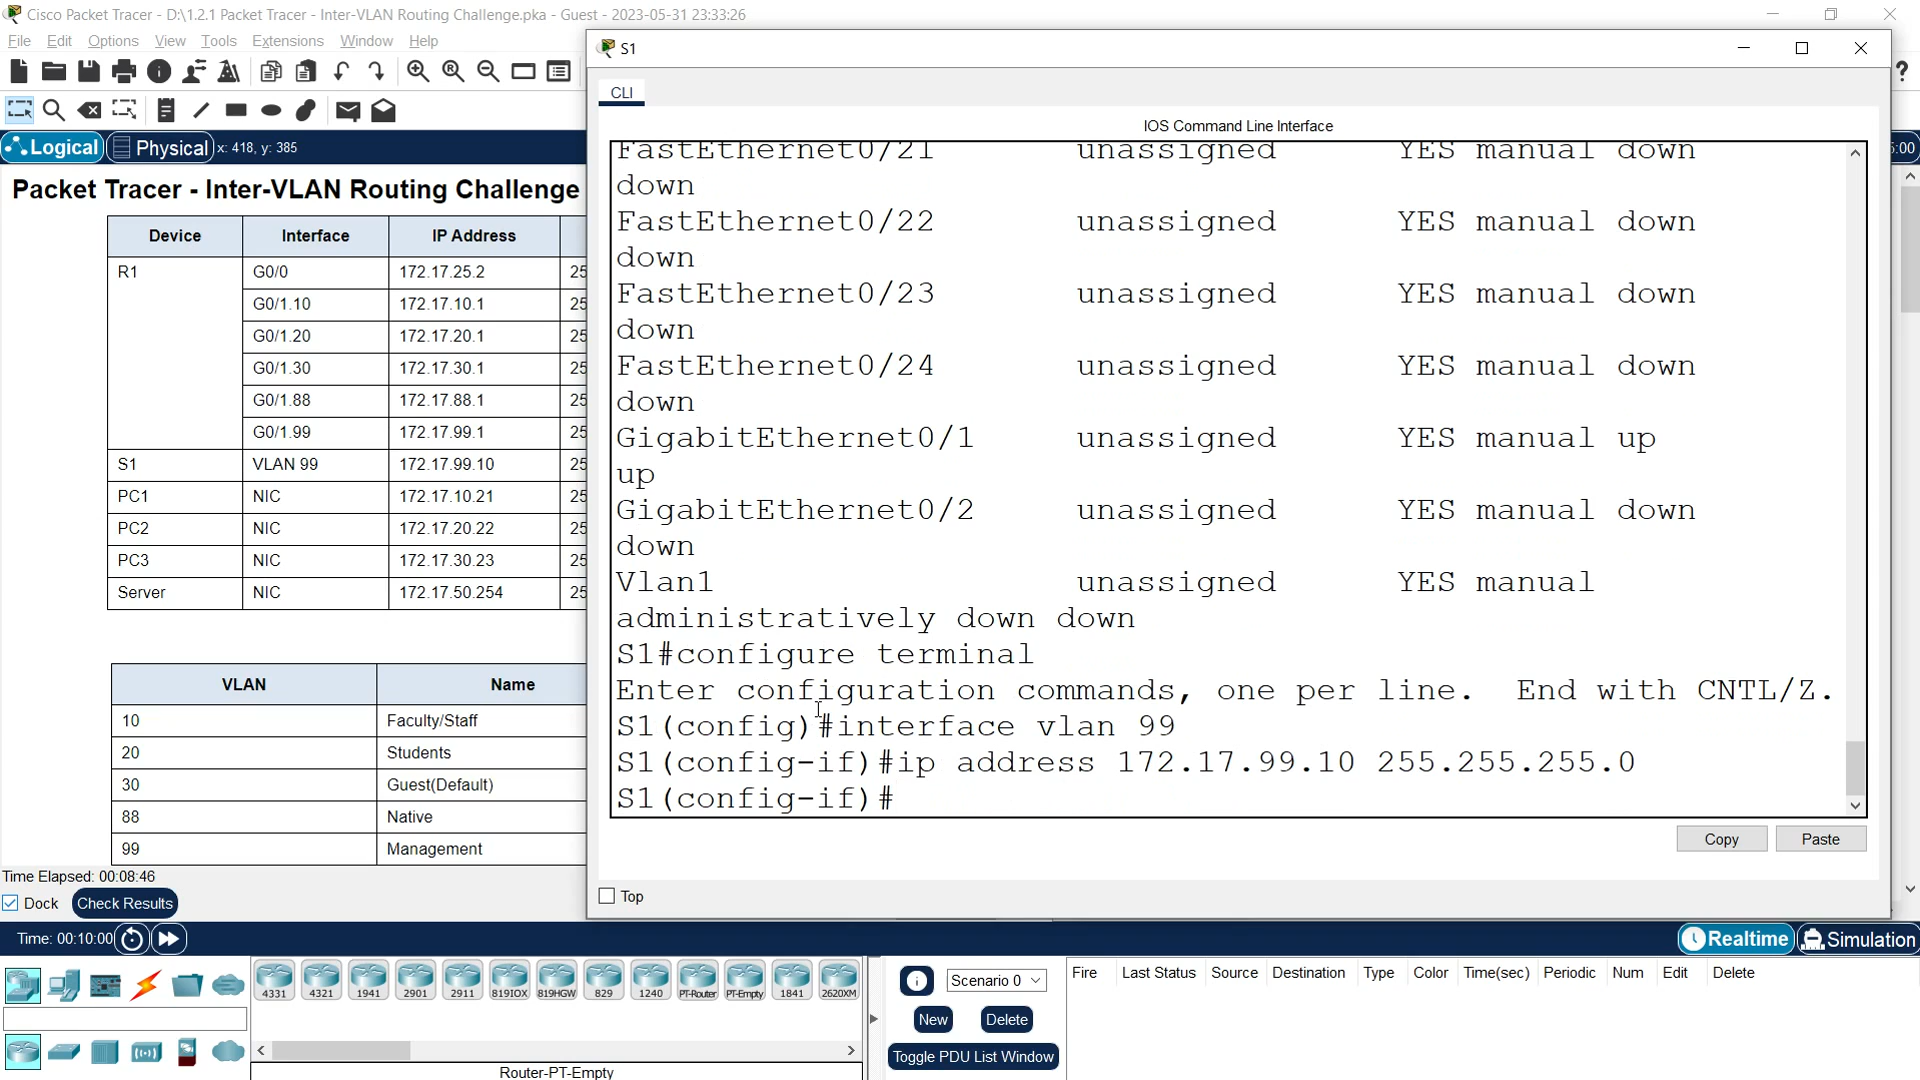 Cisco Packet Tracer - D:\1.2.1 Packet Tracer - Inter-VLAN Routing Challenge.pka - Guest - 2023-05-31 23:33:26
File Edit Options View Tools Extensions Window Help
S1
?
CLI
IOS Command Line Interface
Logical Physical x: 418, y: 385
5:00
Packet Tracer - Inter-VLAN Routing Challenge
Device Interface IP Address
R1 G0/0 172.17.25.2 25
G0/1.10 172.17.10.1 25
G0/1.20 172.17.20.1 25
G0/1.30 172.17.30.1 25
G0/1.88 172.17.88.1 25
G0/1.99 172.17.99.1 25
S1 VLAN 99 172.17.99.10 25
PC1 NIC 172.17.10.21 25
PC2 NIC 172.17.20.22 25
PC3 NIC 172.17.30.23 25
Server NIC 172.17.50.254 25
VLAN Name
10 Faculty/Staff
20 Students
30 Guest(Default)
88 Native
99 Management
FastEthernet0/21 unassigned YES manual down
down
FastEthernet0/22 unassigned YES manual down
down
FastEthernet0/23 unassigned YES manual down
down
FastEthernet0/24 unassigned YES manual down
down
GigabitEthernet0/1 unassigned YES manual up
up
GigabitEthernet0/2 unassigned YES manual down
down
Vlan1 unassigned YES manual
administratively down down
S1#configure terminal
Enter configuration commands, one per line. End with CNTL/Z.
S1(config)#interface vlan 99
S1(config-if)#ip address 172.17.99.10 255.255.255.0
S1(config-if)#
Copy Paste
Top
Time Elapsed: 00:08:46
Dock Check Results
Time: 00:10:00
Realtime Simulation
4331 4321 1941 2901 2911 819IOX 819HGW 829 1240 PT-Router PT-Empty 1841 2620XM
Router-PT-Empty
Scenario 0
New Delete
Toggle PDU List Window
Fire Last Status Source Destination Type Color Time(sec) Periodic Num Edit Delete